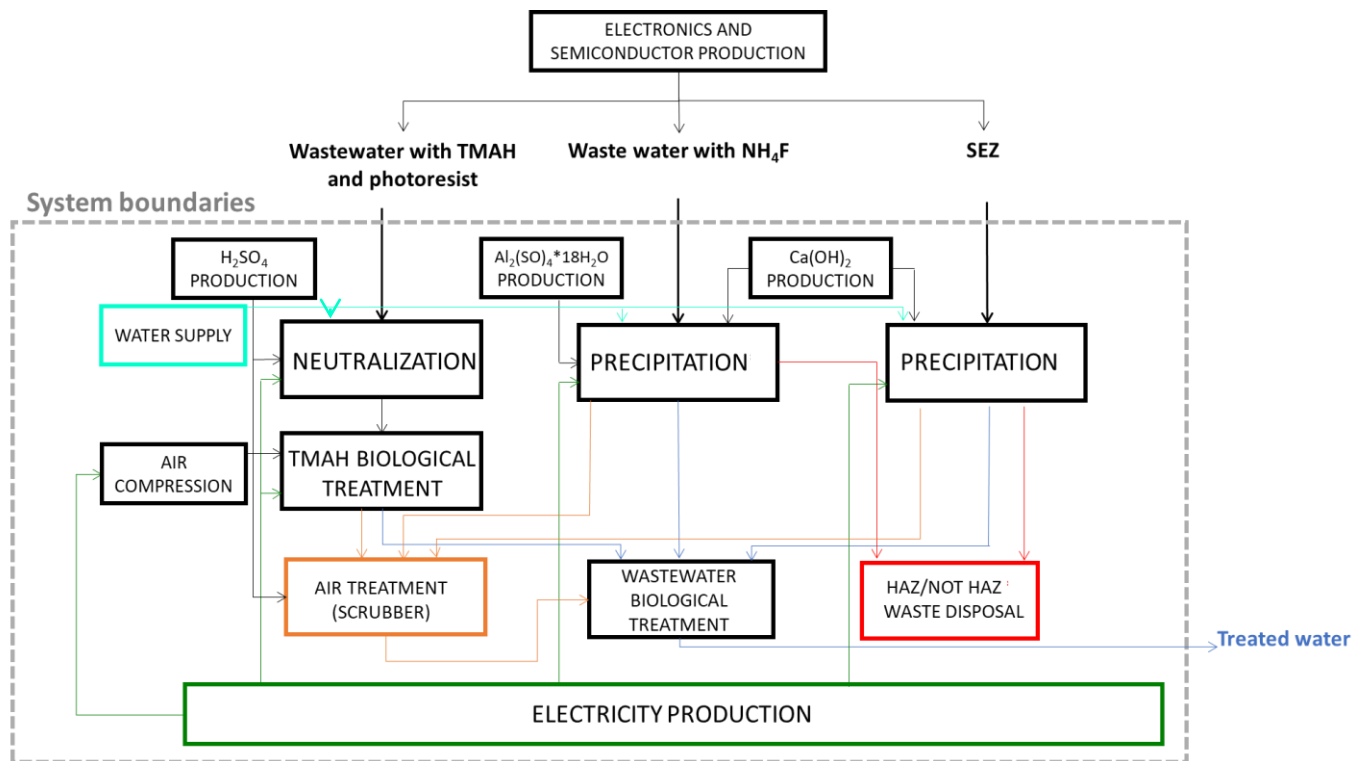 ELECTRONICS AND
SEMICONDUCTOR PRODUCTION
Wastewater with TMAH
and photoresist
Waste water with NH₄F
SEZ
System boundaries
H₂SO₄
PRODUCTION
Al₂(SO)₄*18H₂O
PRODUCTION
Ca(OH)₂
PRODUCTION
WATER SUPPLY
NEUTRALIZATION
PRECIPITATION
PRECIPITATION
AIR
COMPRESSION
TMAH BIOLOGICAL
TREATMENT
AIR TREATMENT
(SCRUBBER)
WASTEWATER
BIOLOGICAL
TREATMENT
HAZ/NOT HAZ
WASTE DISPOSAL
Treated water
ELECTRICITY PRODUCTION